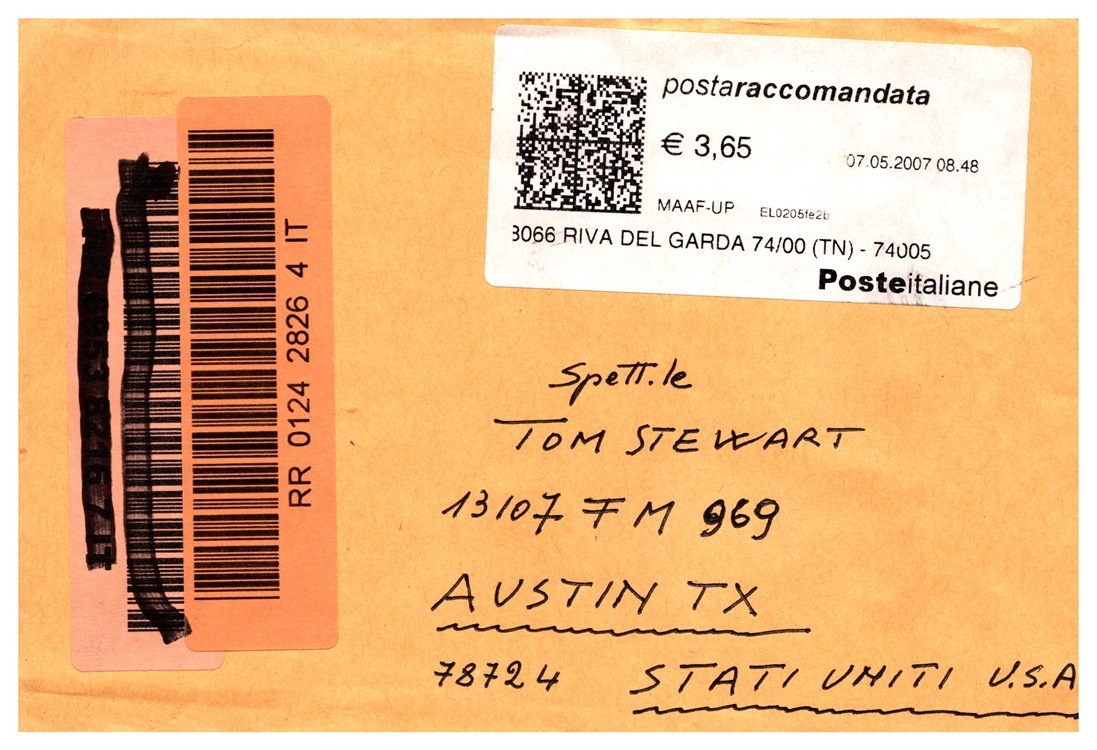 postaraccomandata
€ 3,65
07.05.2007 08.48
MAAF-UP EL0205fe2b
3066 RIVA DEL GARDA 74/00 (TN) - 74005
Posteitaliane
RR 0124 2826 4 IT
Spett.le
TOM STEWART
13107 FM 969
AUSTIN TX
78724 STATI UNITI U.S.A